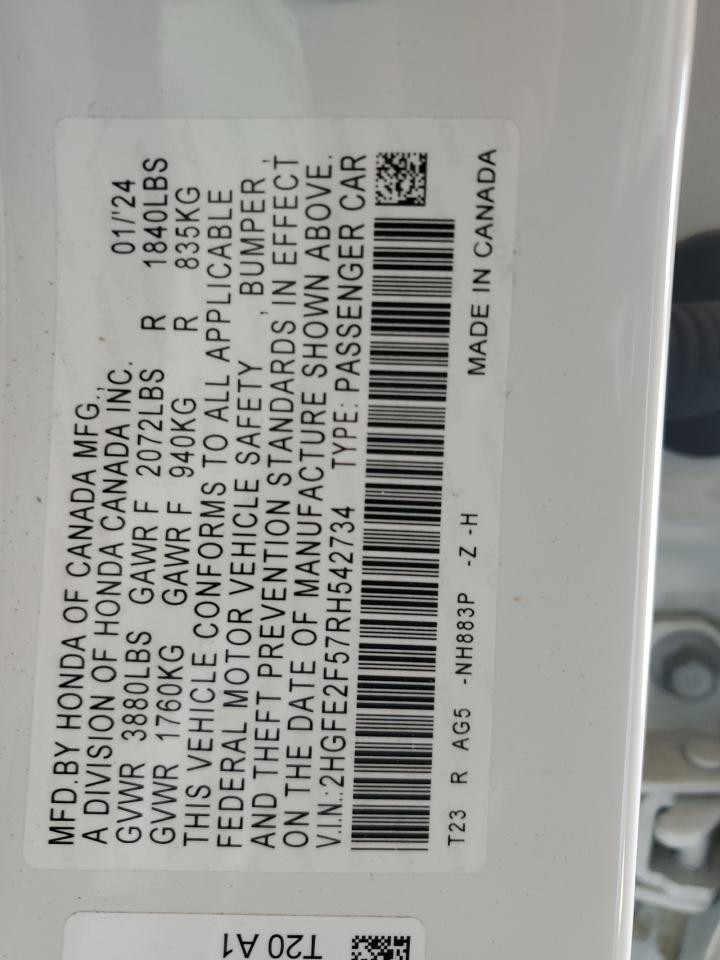 MFD.BY HONDA OF CANADA MFG.,
A DIVISION OF HONDA CANADA INC. 01/'24
GVWR 3880LBS GAWR F 2072LBS R 1840LBS
GVWR 1760KG GAWR F 940KG R 835KG
THIS VEHICLE CONFORMS TO ALL APPLICABLE
FEDERAL MOTOR VEHICLE SAFETY , BUMPER ,
AND THEFT PREVENTION STANDARDS IN EFFECT
ON THE DATE OF MANUFACTURE SHOWN ABOVE.
V.I.N.:2HGFE2F57RH542734 TYPE: PASSENGER CAR
T23 R AG5 -NH883P -Z -H MADE IN CANADA
T20 A1